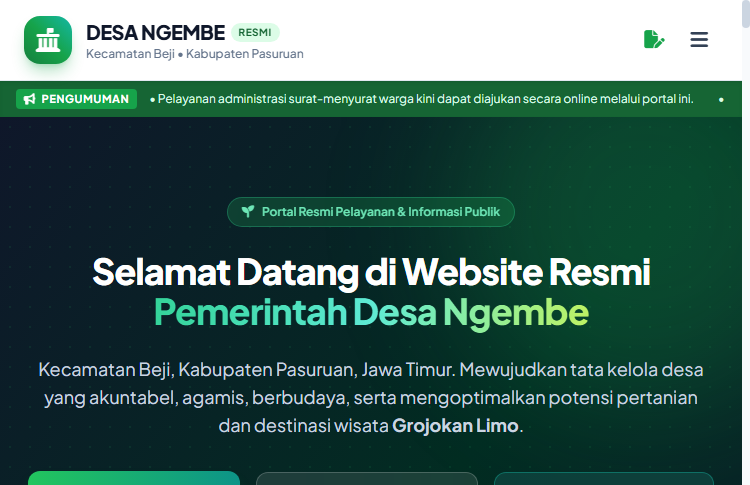 DESA NGEMBE RESMI
Kecamatan Beji • Kabupaten Pasuruan
PENGUMUMAN • Pelayanan administrasi surat-menyurat warga kini dapat diajukan secara online melalui portal ini. •
Portal Resmi Pelayanan & Informasi Publik
Selamat Datang di Website Resmi
Pemerintah Desa Ngembe
Kecamatan Beji, Kabupaten Pasuruan, Jawa Timur. Mewujudkan tata kelola desa
yang akuntabel, agamis, berbudaya, serta mengoptimalkan potensi pertanian
dan destinasi wisata Grojokan Limo.